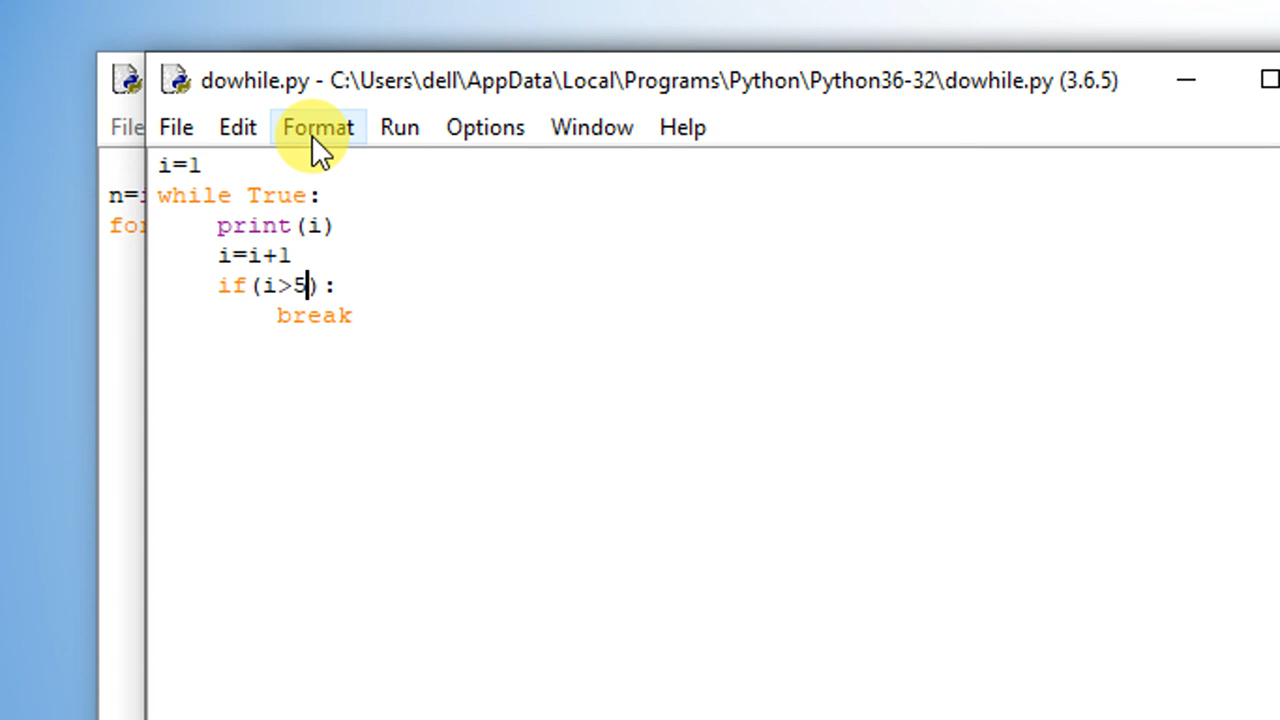 dowhile.py - C:\Users\dell\AppData\Local\Programs\Python\Python36-32\dowhile.py (3.6.5)
File
File Edit Format Run Options Window Help
i=1
n=i
while True:
for
    print(i)
    i=i+1
    if(i>5):
        break